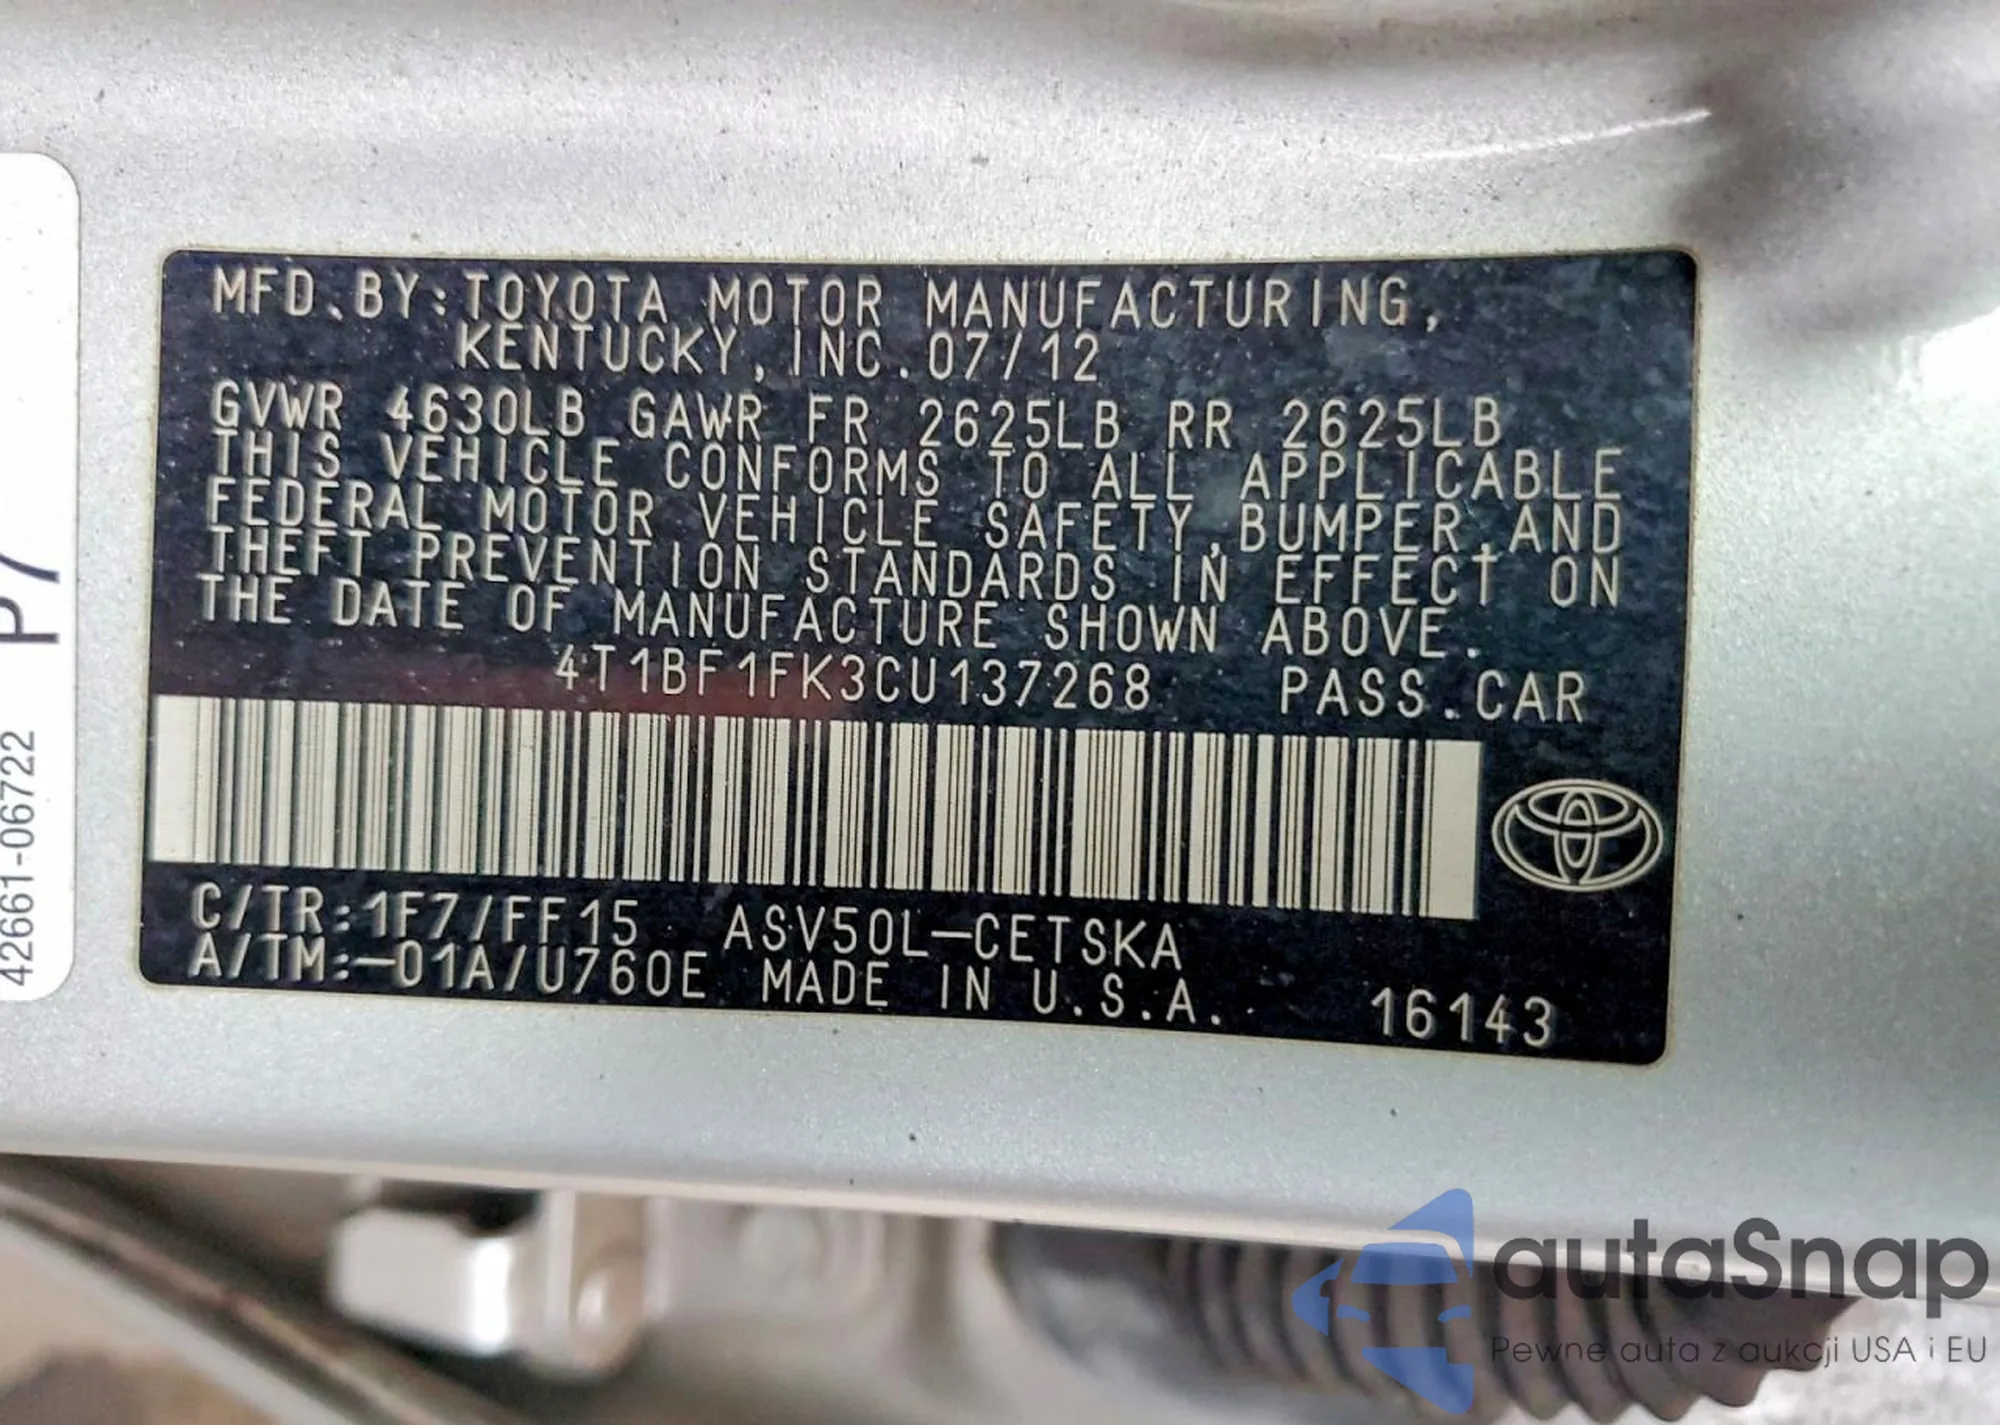 MFD.BY:TOYOTA MOTOR MANUFACTURING,
KENTUCKY, INC. 07/12
GVWR 4630LB GAWR FR 2625LB RR 2625LB
THIS VEHICLE CONFORMS TO ALL APPLICABLE
FEDERAL MOTOR VEHICLE SAFETY,BUMPER,AND
THEFT PREVENTION STANDARDS IN EFFECT ON
THE DATE OF MANUFACTURE SHOWN ABOVE.
4T1BF1FK3CU137268 PASS.CAR
C/TR:1F7/FF15 ASV50L-CETSKA
A/TM:-01A/U760E MADE IN U.S.A. 16143
P7
42661-06722
autaSnap
Pewne auta z aukcji USA i EU